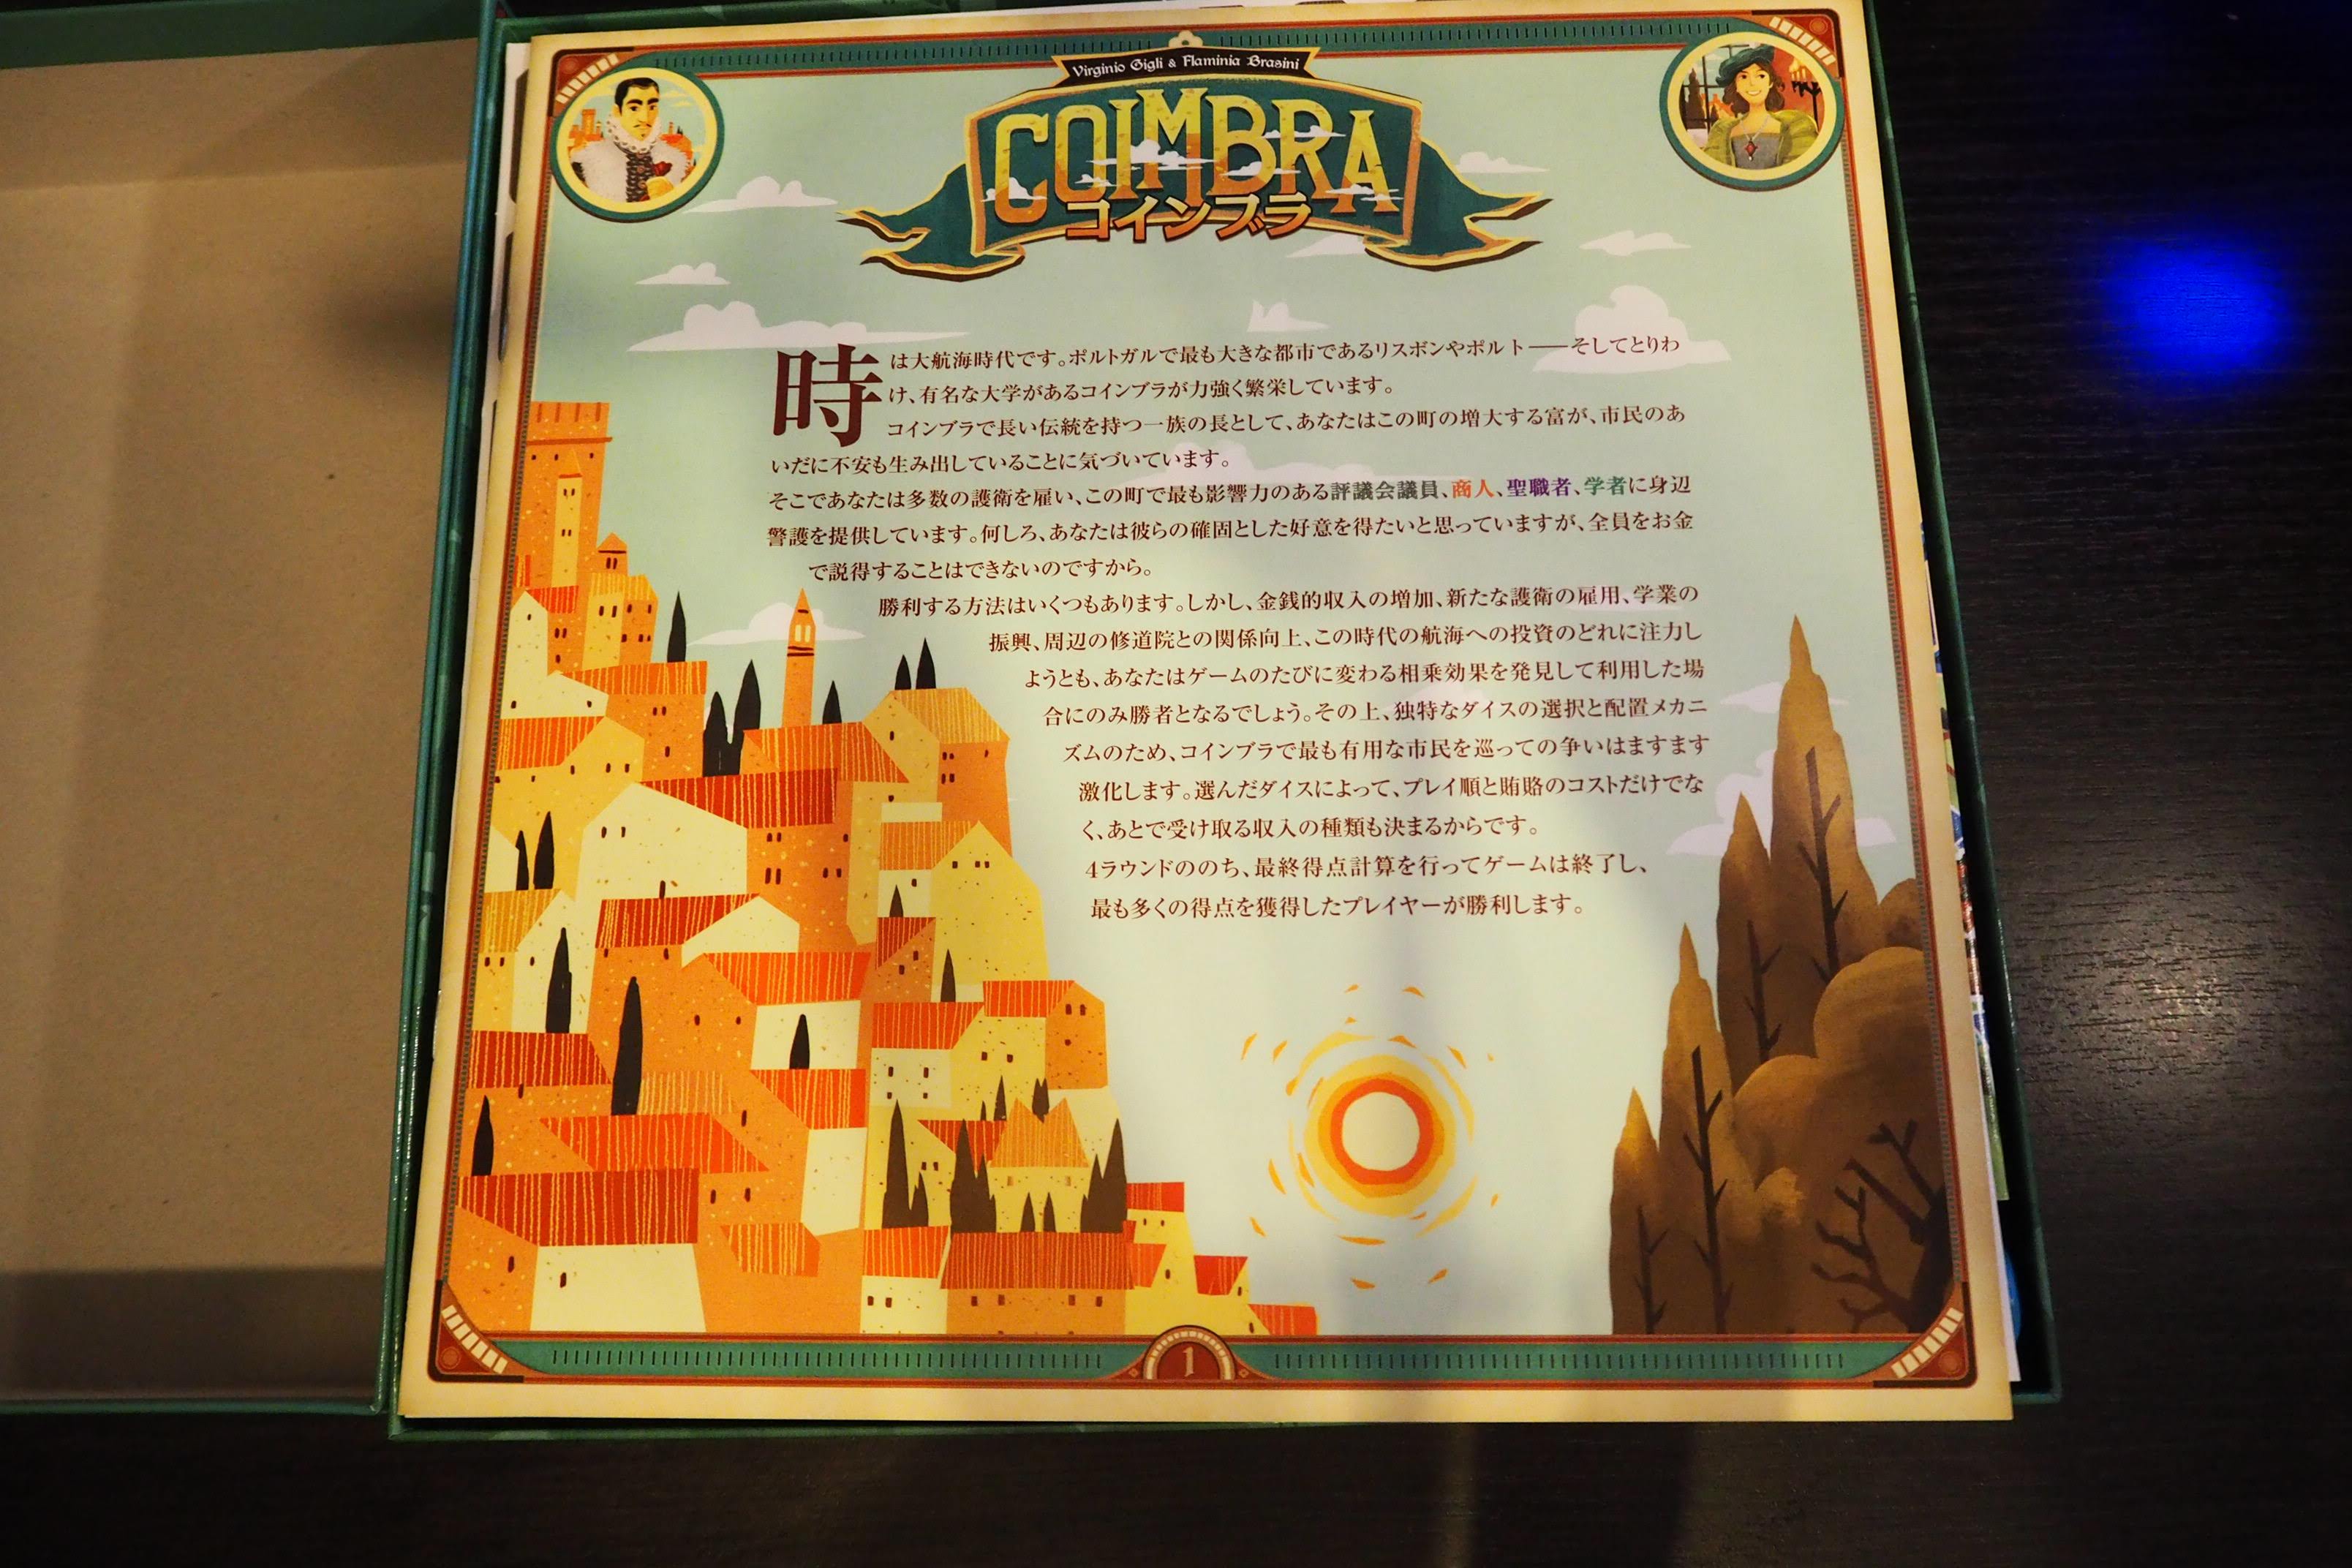 Virginio Gigli & Flaminia Brasini
COIMBRA
コインブラ
時は大航海時代です。ポルトガルで最も大きな都市であるリスボンやポルト――そしてとりわ
け、有名な大学があるコインブラが力強く繁栄しています。
コインブラで長い伝統を持つ一族の長として、あなたはこの町の増大する富が、市民のあ
いだに不安も生み出していることに気づいています。
そこであなたは多数の護衛を雇い、この町で最も影響力のある評議会議員、商人、聖職者、学者に身辺
警護を提供しています。何しろ、あなたは彼らの確固とした好意を得たいと思っていますが、全員をお金
で説得することはできないのですから。
勝利する方法はいくつもあります。しかし、金銭的収入の増加、新たな護衛の雇用、学業の
振興、周辺の修道院との関係向上、この時代の航海への投資のどれに注力し
ようとも、あなたはゲームのたびに変わる相乗効果を発見して利用した場
合にのみ勝者となるでしょう。その上、独特なダイスの選択と配置メカニ
ズムのため、コインブラで最も有用な市民を巡っての争いはますます
激化します。選んだダイスによって、プレイ順と賄賂のコストだけでな
く、あとで受け取る収入の種類も決まるからです。
4ラウンドののち、最終得点計算を行ってゲームは終了し、
最も多くの得点を獲得したプレイヤーが勝利します。
1